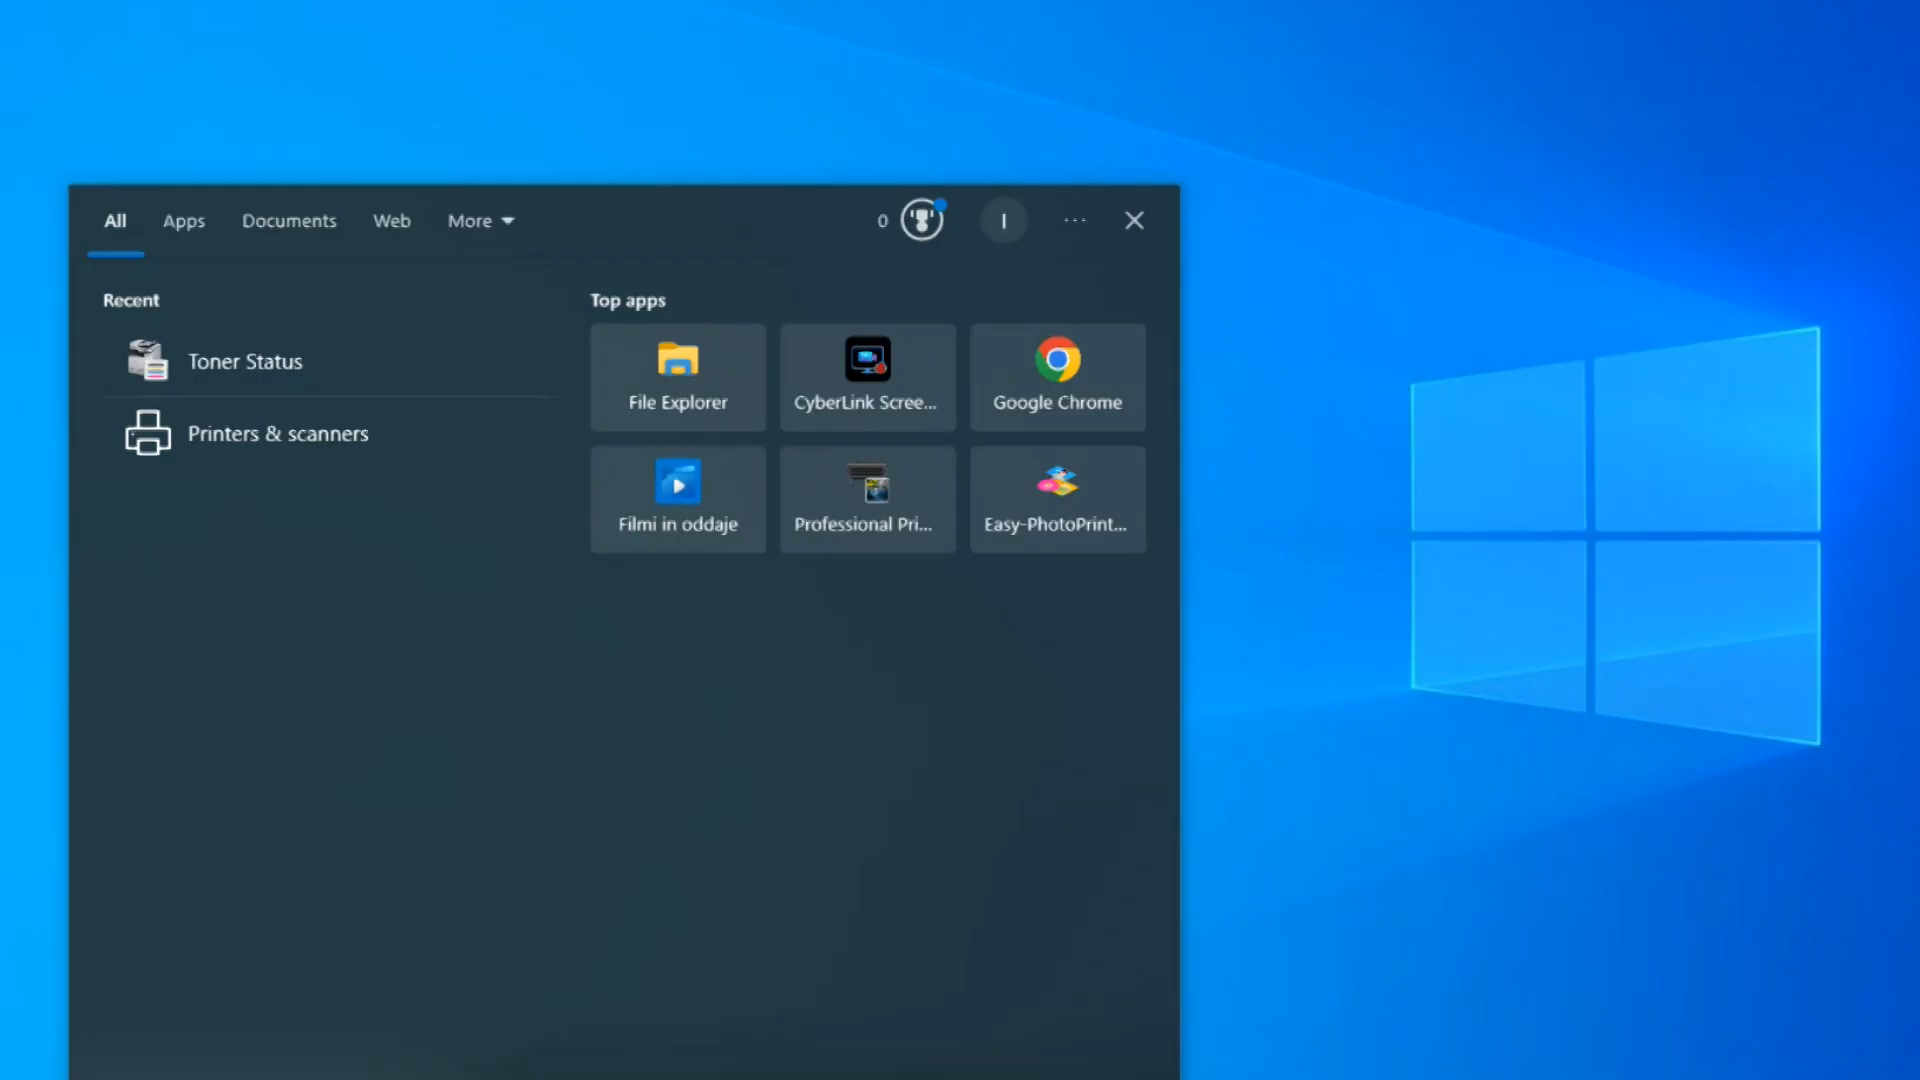 All Apps Documents Web More 0 I ...
Recent
Toner Status
Printers & scanners
Top apps
File Explorer
CyberLink Scree...
Google Chrome
Filmi in oddaje
Professional Pri...
Easy-PhotoPrint...